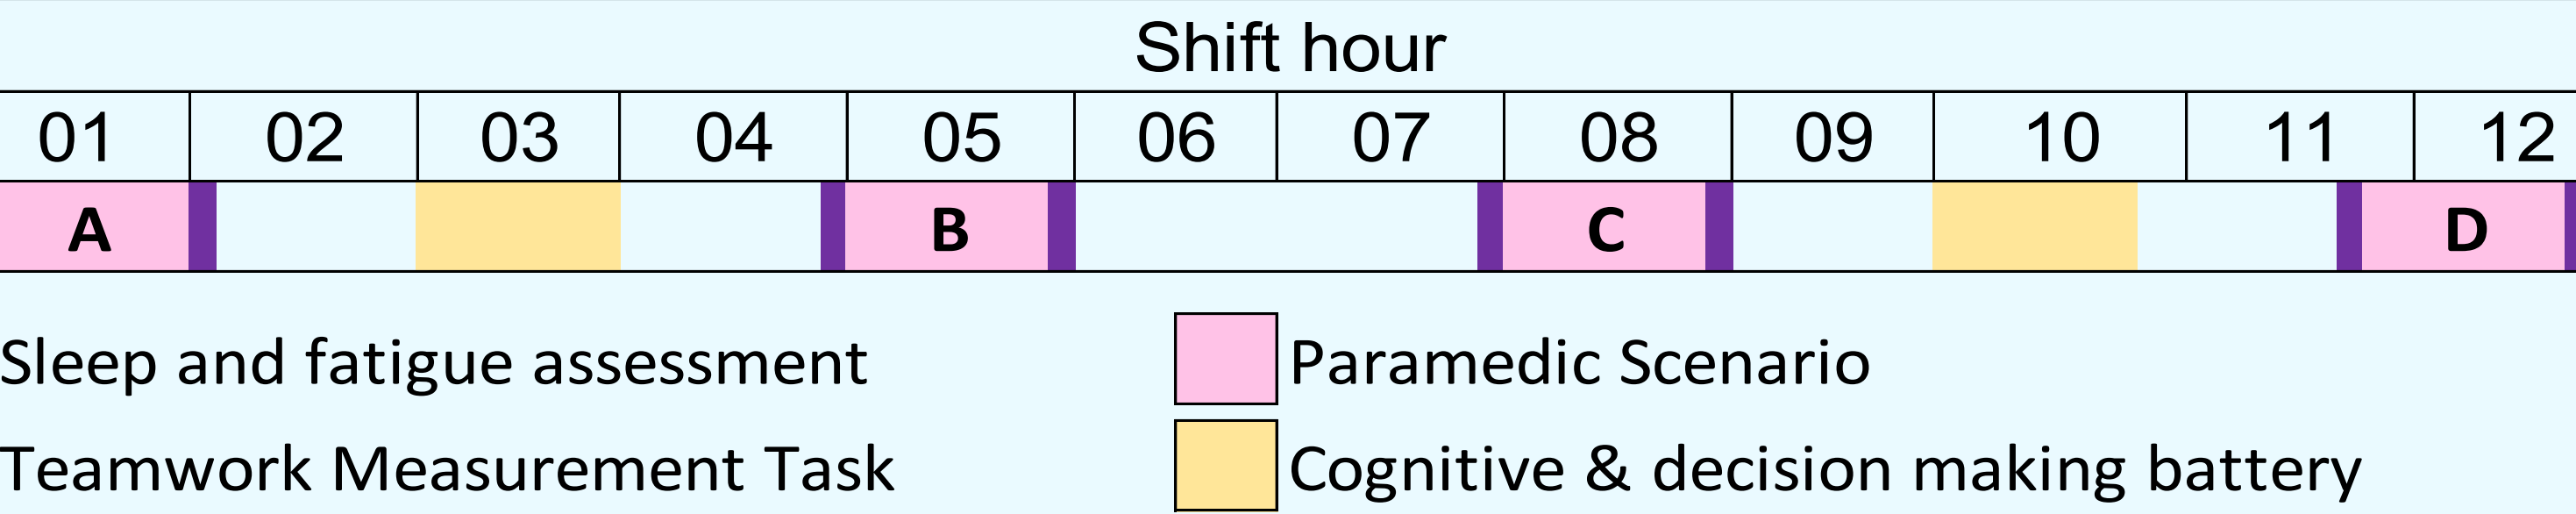 Shift hour
01 02 03 04 05 06 07 08 09 10 11 12
A B C D
Sleep and fatigue assessment Paramedic Scenario
Teamwork Measurement Task Cognitive & decision making battery